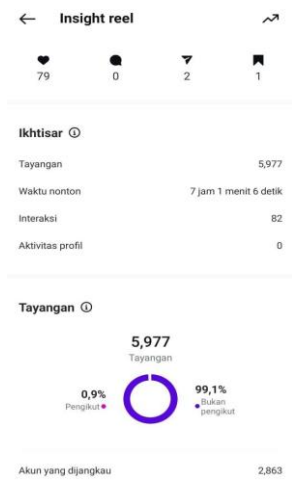 Insight reel
79 0 2 1
Ikhtisar
Tayangan 5,977
Waktu nonton 7 jam 1 menit 6 detik
Interaksi 82
Aktivitas profil 0
Tayangan
5,977
Tayangan
0,9%
Pengikut
99,1%
Bukan
pengikut
Akun yang dijangkau 2,863